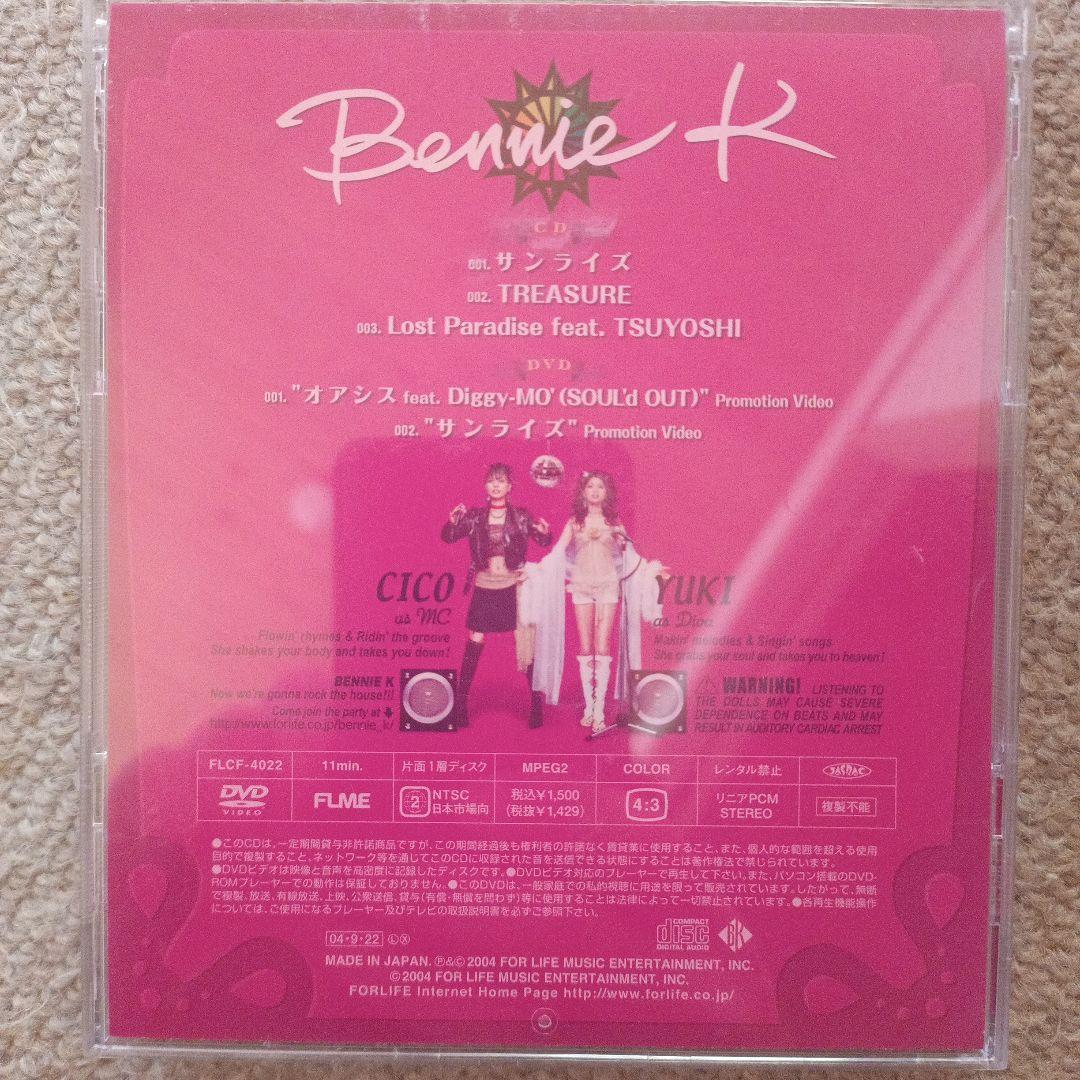 Bennie K
CD
001. サンライズ
002. TREASURE
003. Lost Paradise feat. TSUYOSHI
DVD
001. "オアシス feat. Diggy-MO' (SOUL'd OUT)" Promotion Video
002. "サンライズ" Promotion Video
CICO
as MC
Flowin' rhymes & Ridin' the groove
She shakes your body and takes you down!
BENNIE K
Now we're gonna rock the house!!!
Come join the party at
http://www.forlife.co.jp/bennie_k/
YUKI
as Diva
Makin' melodies & Singin' songs
She grabs your soul and takes you to heaven!
WARNING! LISTENING TO
THE DOLLS MAY CAUSE SEVERE
DEPENDENCE ON BEATS AND MAY
RESULT IN AUDITORY CARDIAC ARREST
FLCF-4022 11min. 片面1層ディスク MPEG2 COLOR レンタル禁止 JASRAC
DVD VIDEO FLME 2 NTSC 日本市場向 税込¥1,500 (税抜¥1,429) 4:3 リニアPCM STEREO 複製不能
●このCDは、一定期間貸与非許諾商品ですが、この期間経過後も権利者の許諾なく賃貸業に使用すること、また、個人的な範囲を超える使用
目的で複製すること、ネットワーク等を通じてこのCDに収録された音を送信できる状態にすることは著作権法で禁じられています。
●DVDビデオは映像と音声を高密度に記録したディスクです。●DVDビデオ対応のプレーヤーで再生して下さい。また、パソコン搭載のDVD-
ROMプレーヤーでの動作は保証しておりません。●このDVDは、一般家庭での私的視聴に用途を限って販売されています。したがって、無断
で複製、放送、有線放送、上映、公衆送信、貸与(有償・無償を問わず)等に使用することは法律によって一切禁止されています。●各再生機能操作
については、ご使用になるプレーヤー及びテレビの取扱説明書を必ずご参照下さい。
04・9・22 Ⓛ Ⓧ
COMPACT disc DIGITAL AUDIO BK
MADE IN JAPAN. Ⓟ&©2004 FOR LIFE MUSIC ENTERTAINMENT, INC.
©2004 FOR LIFE MUSIC ENTERTAINMENT, INC.
FORLIFE Internet Home Page http://www.forlife.co.jp/